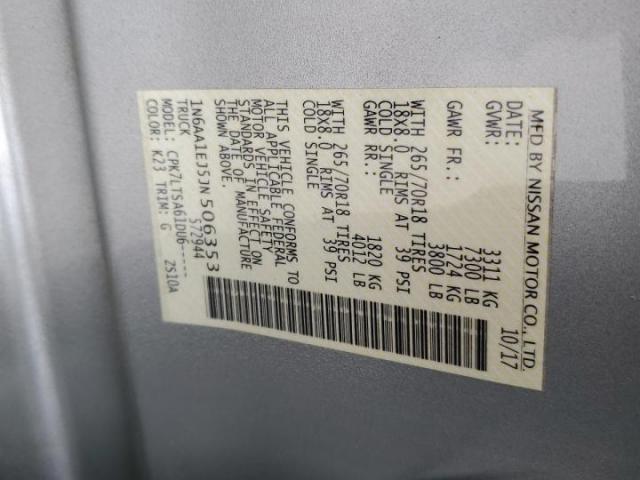 MFD BY NISSAN MOTOR CO., LTD.
DATE: 10/17
GVWR: 3311 KG
7300 LB
GAWR FR.: 1724 KG
3800 LB
WITH 265/70R18 TIRES
18X8.0 RIMS AT 39 PSI
COLD SINGLE
GAWR RR.: 1820 KG
4012 LB
WITH 265/70R18 TIRES
18X8.0 RIMS AT 39 PSI
COLD SINGLE
THIS VEHICLE CONFORMS TO
ALL APPLICABLE FEDERAL
MOTOR VEHICLE SAFETY
STANDARDS IN EFFECT ON
THE DATE OF MANUFACTURE
SHOWN ABOVE.
1N6AA1EJ5JN506353
TRUCK 572944
MODEL: CPK7LTSA61DU6-----
COLOR: K23 TRIM: G 2S10A